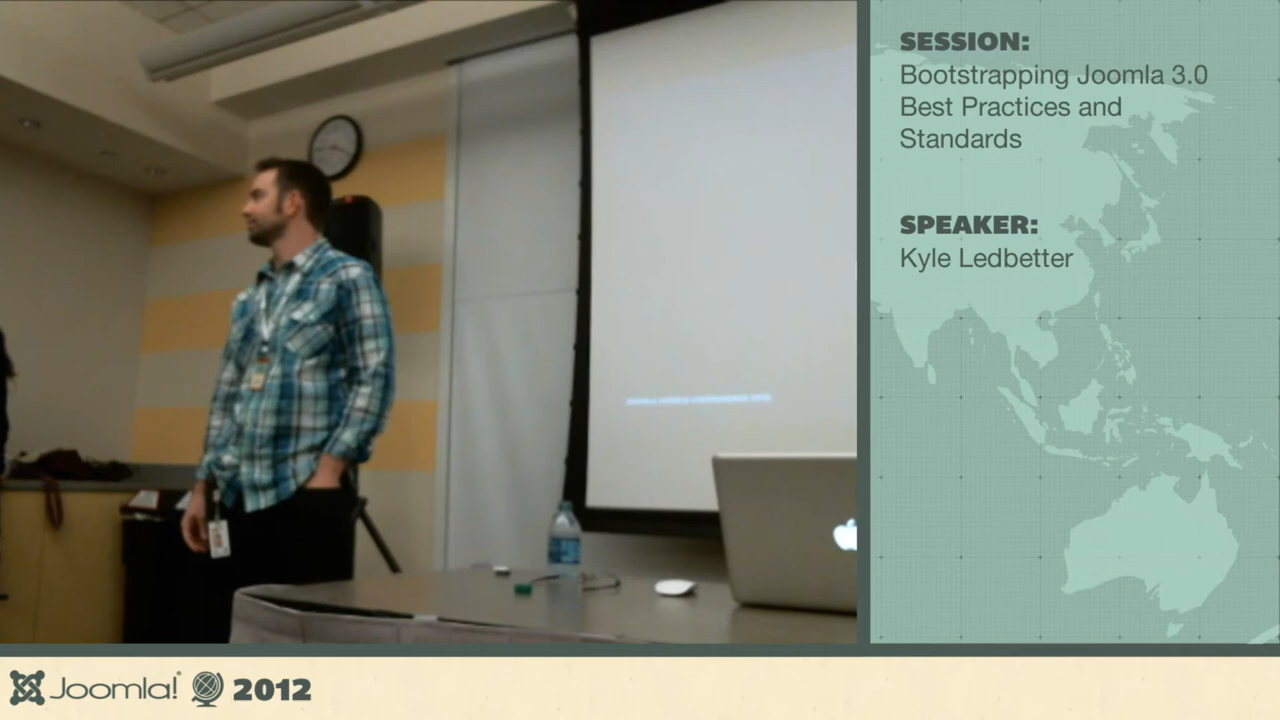 SESSION:
Bootstrapping Joomla 3.0
Best Practices and
Standards
SPEAKER:
Kyle Ledbetter
Joomla! 2012